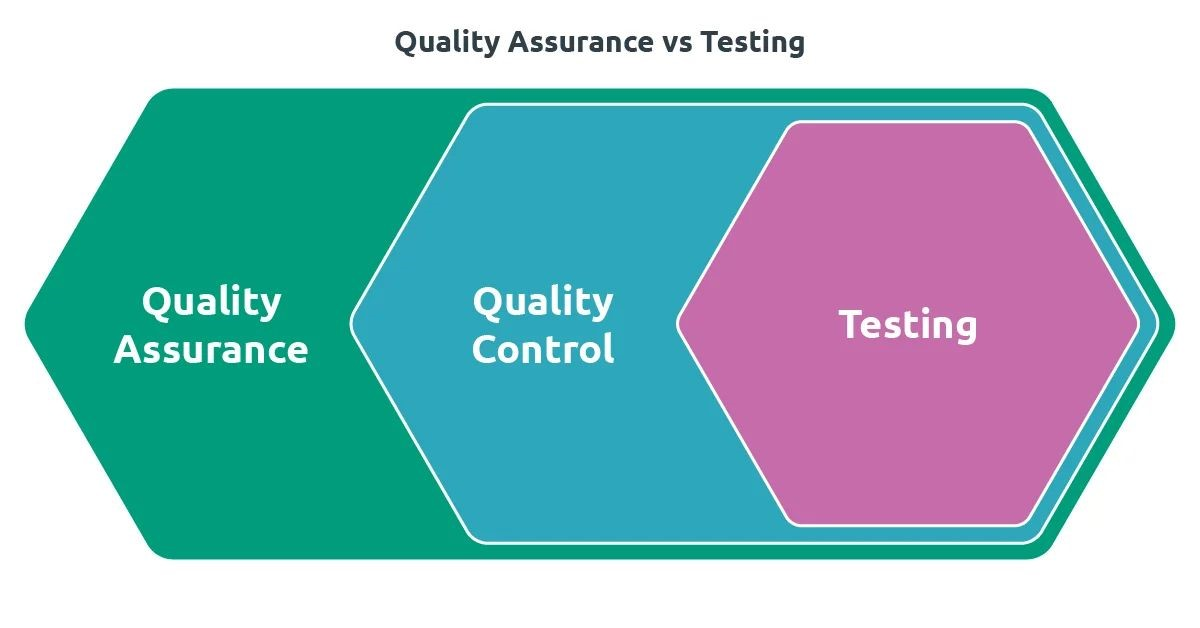 Quality Assurance vs Testing
Quality
Assurance
Quality
Control
Testing